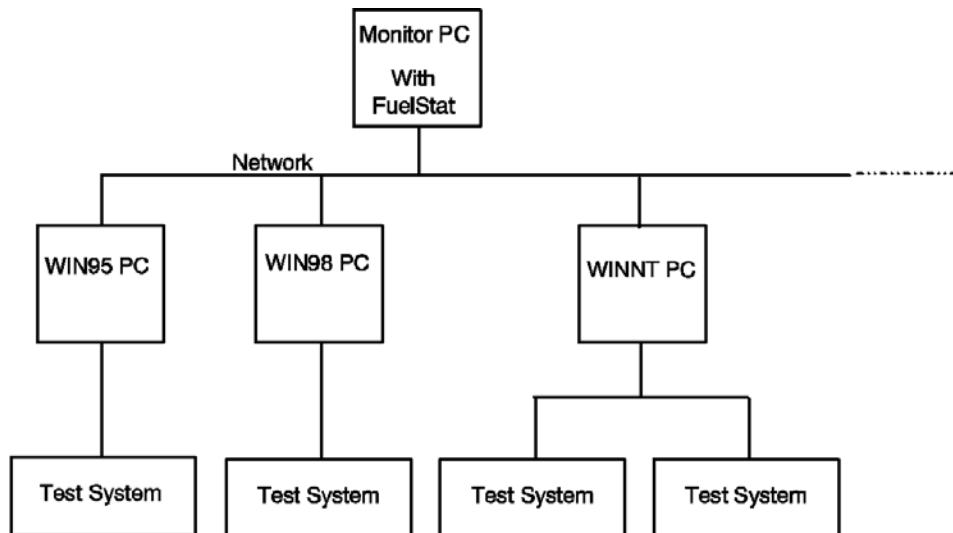 Monitor PC
With
FuelStat
Network
WIN95 PC
WIN98 PC
WINNT PC
Test System
Test System
Test System
Test System